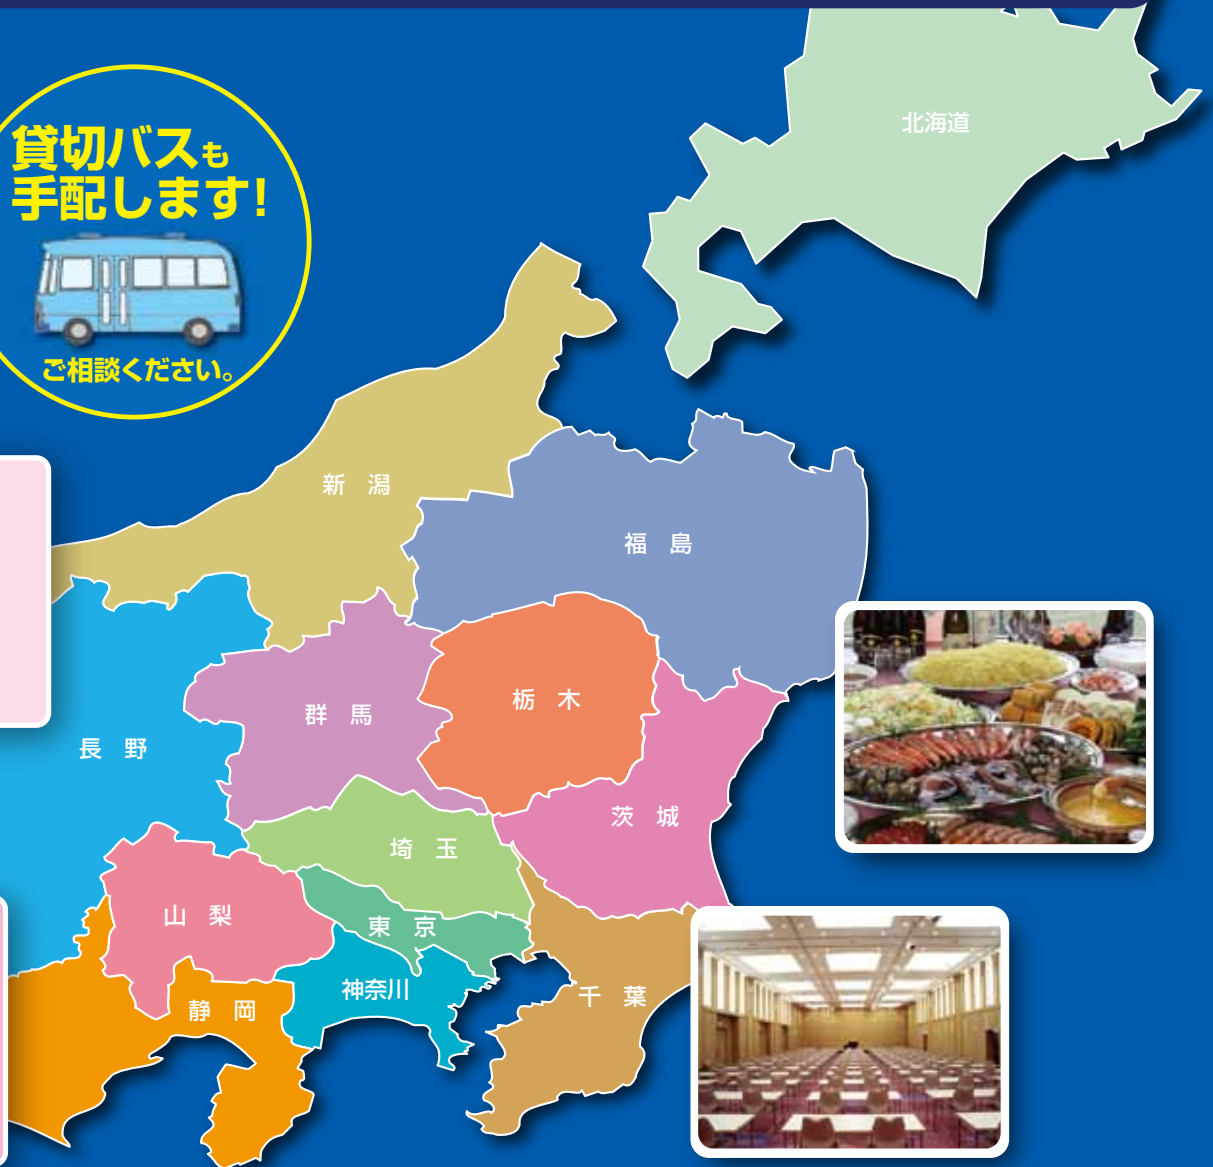 貸切バスも
手配します!
ご相談ください。
北海道
新 潟
福 島
栃 木
群 馬
長 野
茨 城
埼 玉
山 梨
東 京
神奈川
千 葉
静 岡